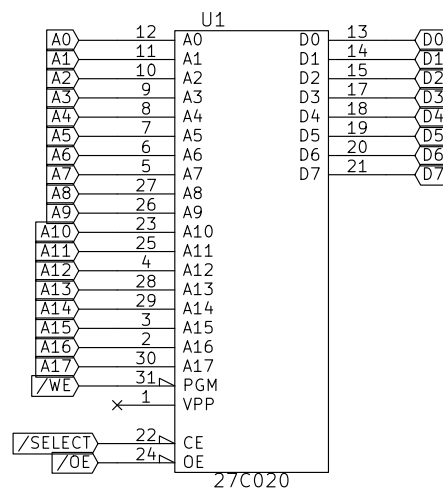 U1
A0 12 A0 D0 13 D0
A1 11 A1 D1 14 D1
A2 10 A2 D2 15 D2
A3 9 A3 D3 17 D3
A4 8 A4 D4 18 D4
A5 7 A5 D5 19 D5
A6 6 A6 D6 20 D6
A7 5 A7 D7 21 D7
A8 27 A8
A9 26 A9
A10 23 A10
A11 25 A11
A12 4 A12
A13 28 A13
A14 29 A14
A15 3 A15
A16 2 A16
A17 30 A17
/WE 31 PGM
1 VPP
/SELECT 22 CE
/OE 24 OE
27C020